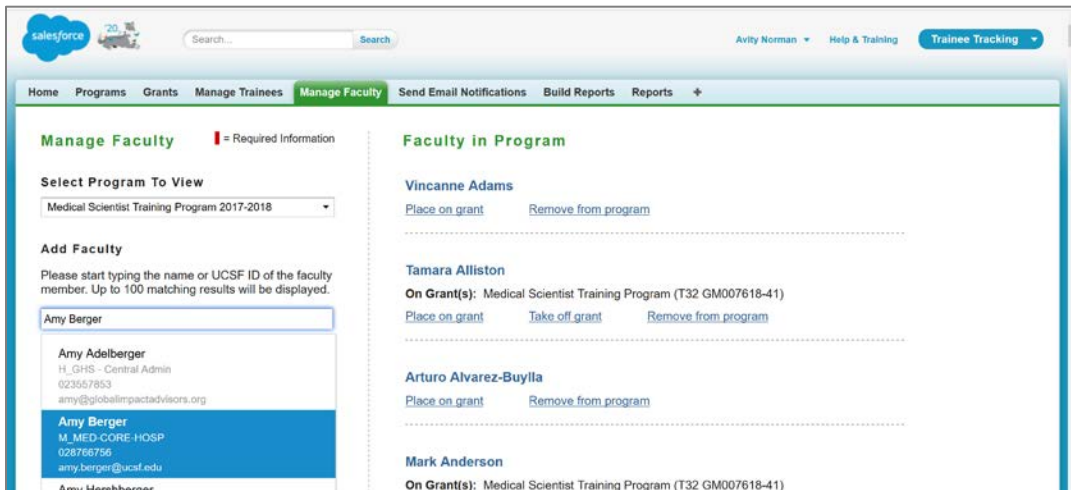 salesforce
'20
Search...
Search
Avity Norman
Help & Training
Trainee Tracking
Home Programs Grants Manage Trainees Manage Faculty Send Email Notifications Build Reports Reports +
Manage Faculty
= Required Information
Select Program To View
Medical Scientist Training Program 2017-2018
Add Faculty
Please start typing the name or UCSF ID of the faculty
member. Up to 100 matching results will be displayed.
Amy Berger
Amy Adelberger
H_GHS - Central Admin
023557853
amy@globalimpactadvisors.org
Amy Berger
M_MED-CORE-HOSP
028766756
amy.berger@ucsf.edu
Amy Hershberger
Faculty in Program
Vincanne Adams
Place on grant Remove from program
Tamara Alliston
On Grant(s): Medical Scientist Training Program (T32 GM007618-41)
Place on grant Take off grant Remove from program
Arturo Alvarez-Buylla
Place on grant Remove from program
Mark Anderson
On Grant(s): Medical Scientist Training Program (T32 GM007618-41)